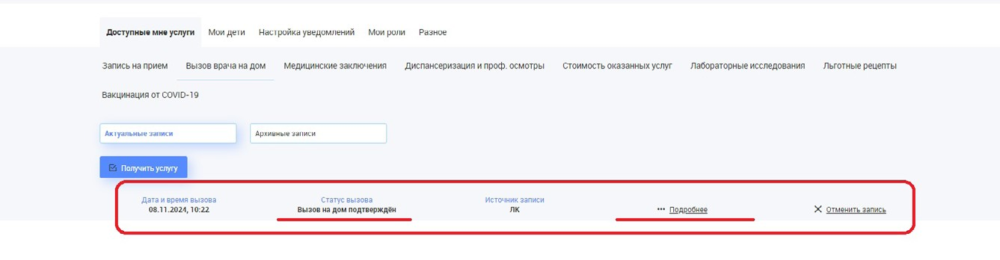 Доступные мне услуги Мои дети Настройка уведомлений Мои роли Разное
Запись на прием Вызов врача на дом Медицинские заключения Диспансеризация и проф. осмотры Стоимость оказанных услуг Лабораторные исследования Льготные рецепты
Вакцинация от COVID-19
Актуальные записи Архивные записи
Получить услугу
Дата и время вызова Статус вызова Источник записи
08.11.2024, 10:22 Вызов на дом подтверждён ЛК ••• Подробнее Отменить запись